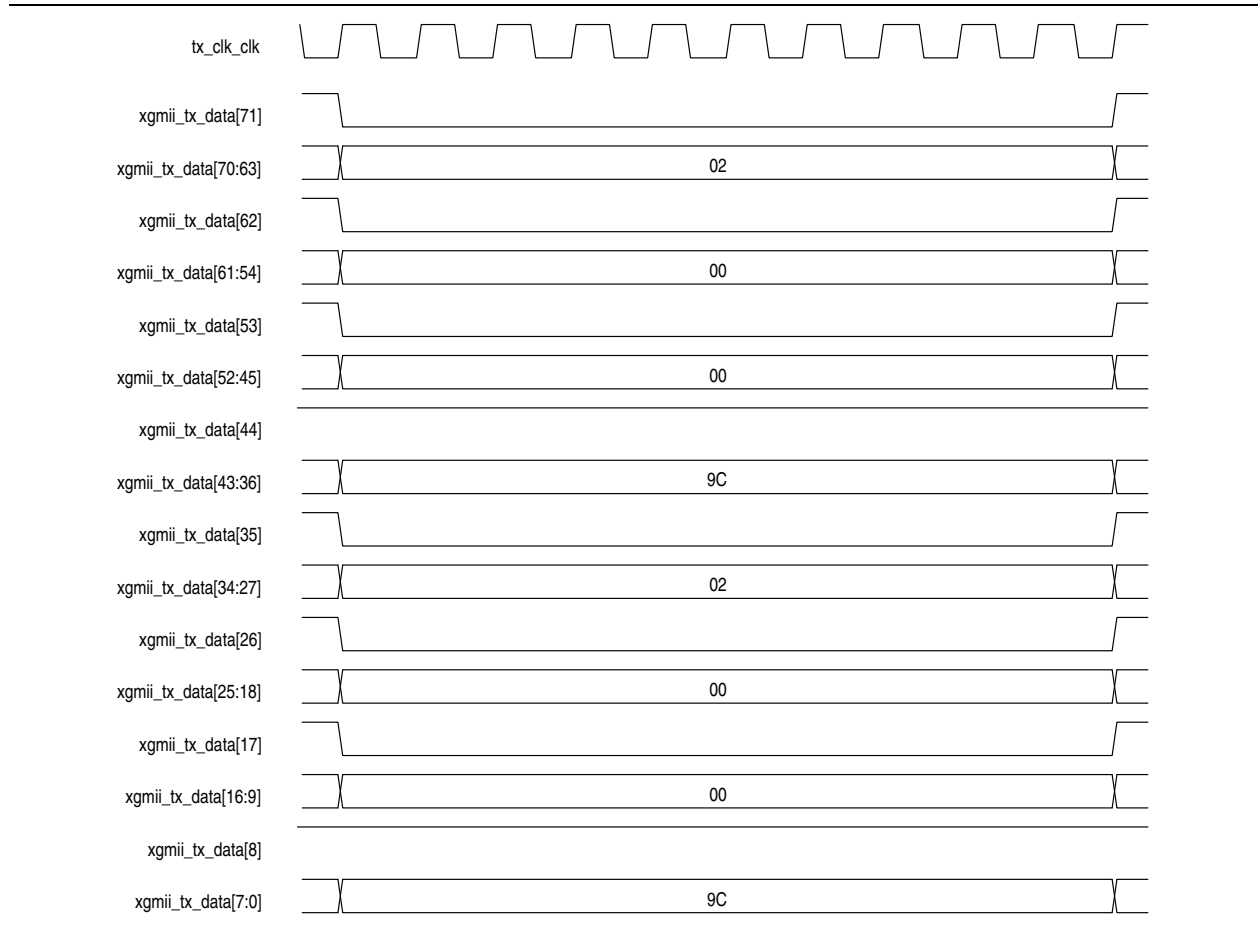 tx_clk_clk
xgmii_tx_data[71]
xgmii_tx_data[70:63] 02
xgmii_tx_data[62]
xgmii_tx_data[61:54] 00
xgmii_tx_data[53]
xgmii_tx_data[52:45] 00
xgmii_tx_data[44]
xgmii_tx_data[43:36] 9C
xgmii_tx_data[35]
xgmii_tx_data[34:27] 02
xgmii_tx_data[26]
xgmii_tx_data[25:18] 00
xgmii_tx_data[17]
xgmii_tx_data[16:9] 00
xgmii_tx_data[8]
xgmii_tx_data[7:0] 9C